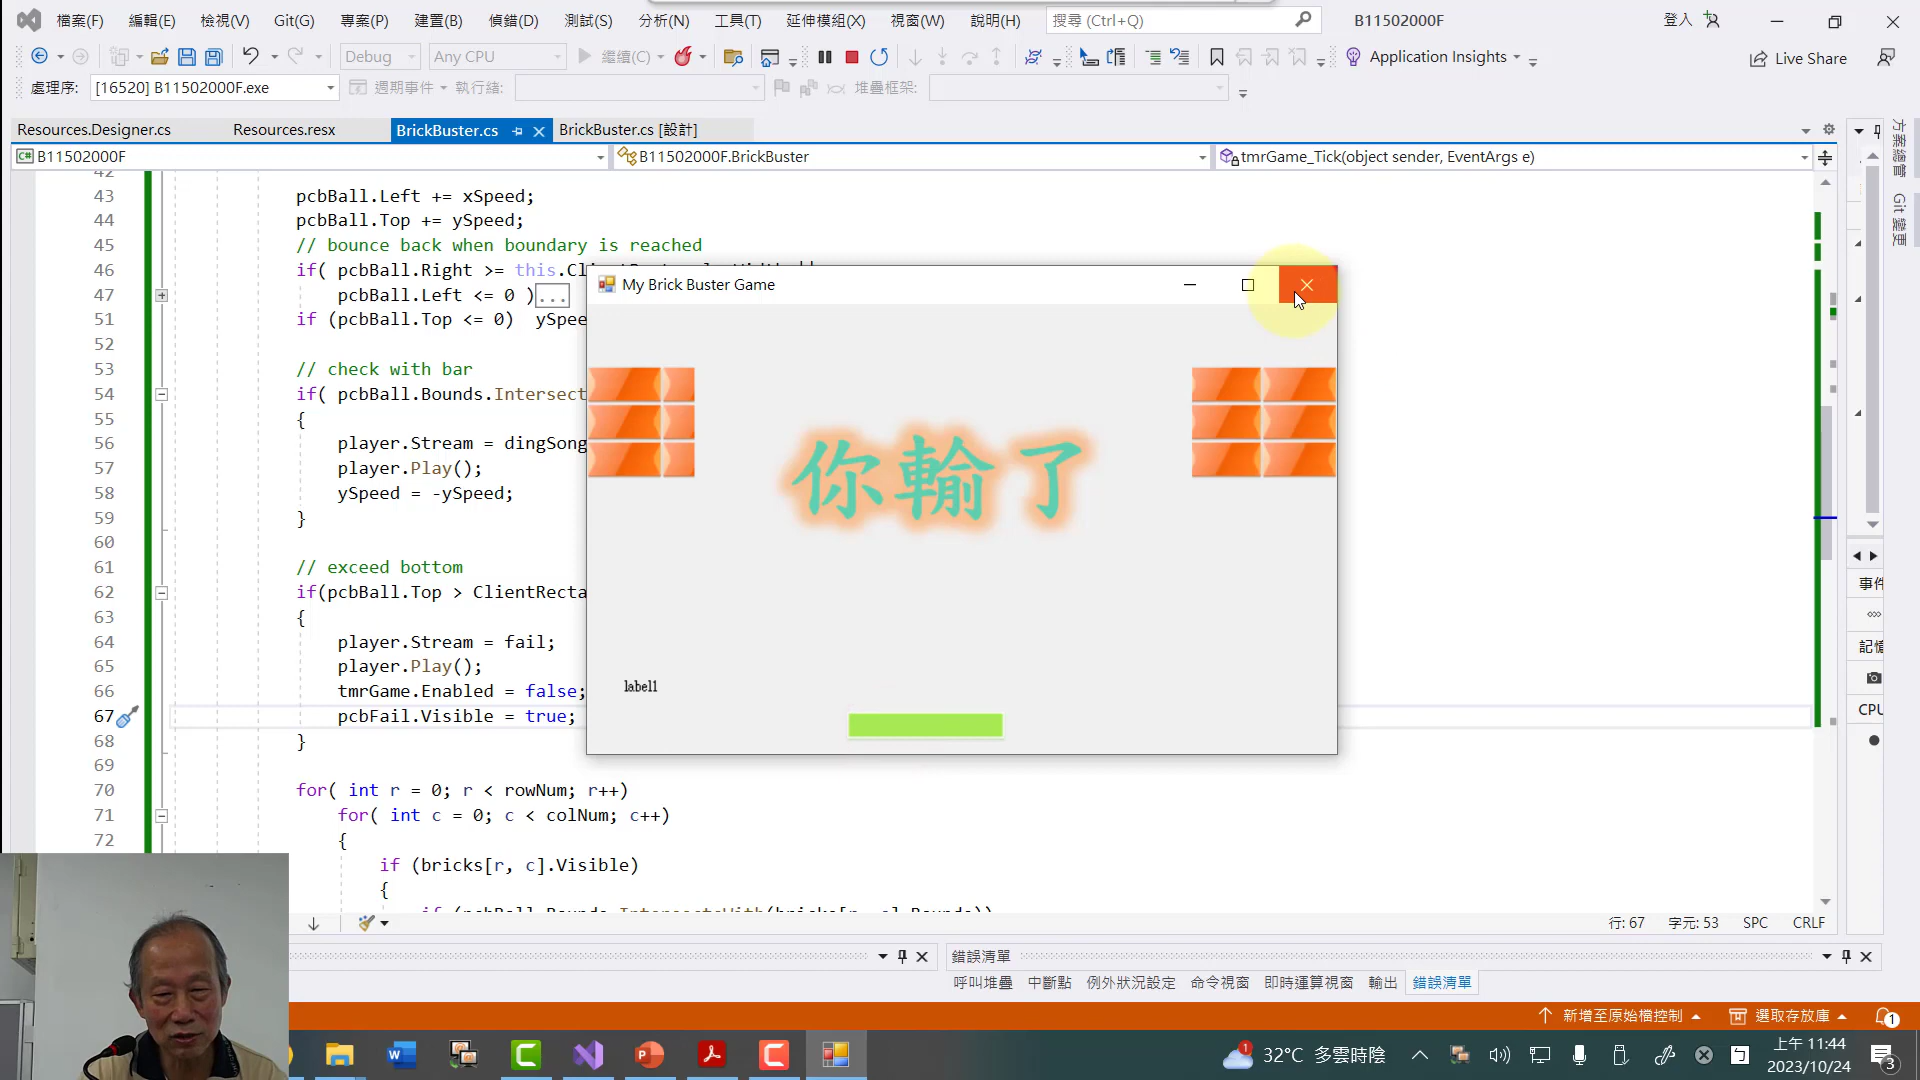 檔案(F) 編輯(E) 檢視(V) Git(G) 專案(P) 建置(B) 偵錯(D) 測試(S) 分析(N) 工具(T) 延伸模組(X) 視窗(W) 說明(H) 搜尋 (Ctrl+Q) B11502000F 登入
Debug Any CPU 繼續(C) Application Insights Live Share
處理序: [16520] B11502000F.exe 週期事件 執行緒: 堆疊框架:
Resources.Designer.cs Resources.resx BrickBuster.cs BrickBuster.cs [設計]
C# B11502000F B11502000F.BrickBuster tmrGame_Tick(object sender, EventArgs e)
方案總管
Git 變更
42
43 pcbBall.Left += xSpeed;
44 pcbBall.Top += ySpeed;
45 // bounce back when boundary is reached
46 if( pcbBall.Right >= this.
47 pcbBall.Left <= 0 )...
51 if (pcbBall.Top <= 0)
52
53 // check with bar
54 if( pcbBall.Bounds.
55 {
56 player.Stream =
57 player.Play();
58 ySpeed = -ySpeed;
59 }
60
61 // exceed bottom
62 if(pcbBall.Top >
63 {
64 player.Stream = fail;
65 player.Play();
66 tmrGame.Enabled = false;
67 pcbFail.Visible = true;
68 }
69
70 for( int r = 0; r < rowNum; r++)
71 for( int c = 0; c < colNum; c++)
72 {
if (bricks[r, c].Visible)
{
My Brick Buster Game
你輸了
label1
事件
CPU
行: 67 字元: 53 SPC CRLF
錯誤清單
呼叫堆疊 中斷點 例外狀況設定 命令視窗 即時運算視窗 輸出 錯誤清單
新增至原始檔控制 選取存放庫 1
1 32°C 多雲時陰 上午 11:44
2023/10/24 3